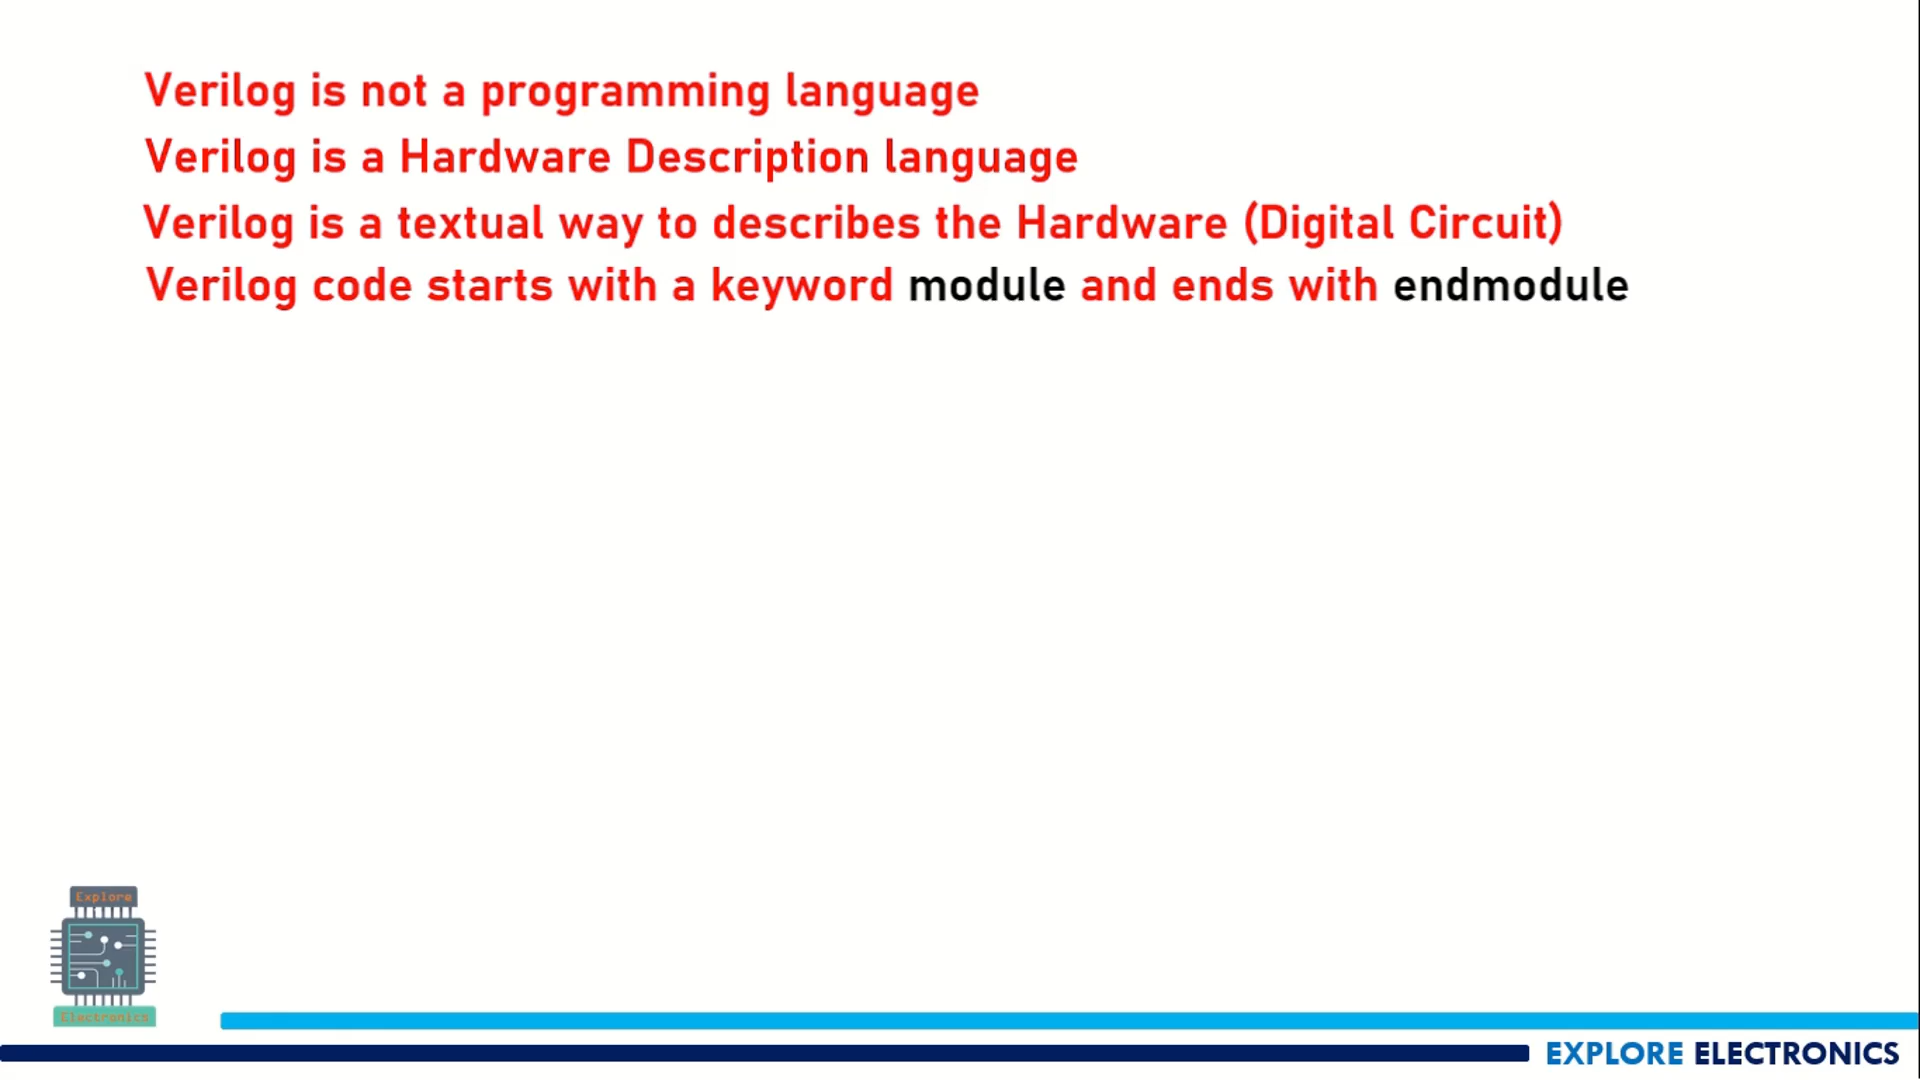 Verilog is not a programming language
Verilog is a Hardware Description language
Verilog is a textual way to describes the Hardware (Digital Circuit)
Verilog code starts with a keyword module and ends with endmodule
Explore
Electronics
EXPLORE ELECTRONICS